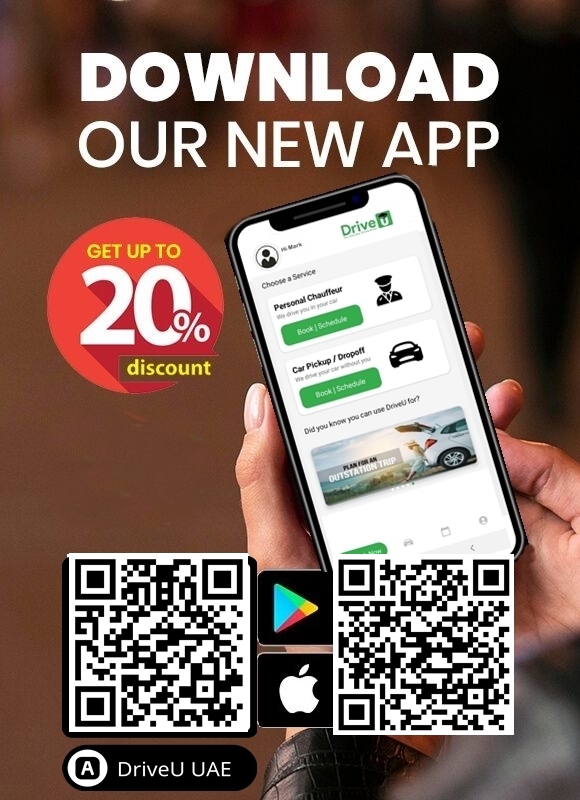 DOWNLOAD
OUR NEW APP
GET UP TO
20%
discount
Drive U
Hi Mark
Choose a Service
Personal Chauffeur
We drive you in your car
Book | Schedule
Car Pickup / Dropoff
We drive your car without you
Book | Schedule
Did you know you can use DriveU for?
PLAN FOR AN
OUTSTATION TRIP
Now
A DriveU UAE